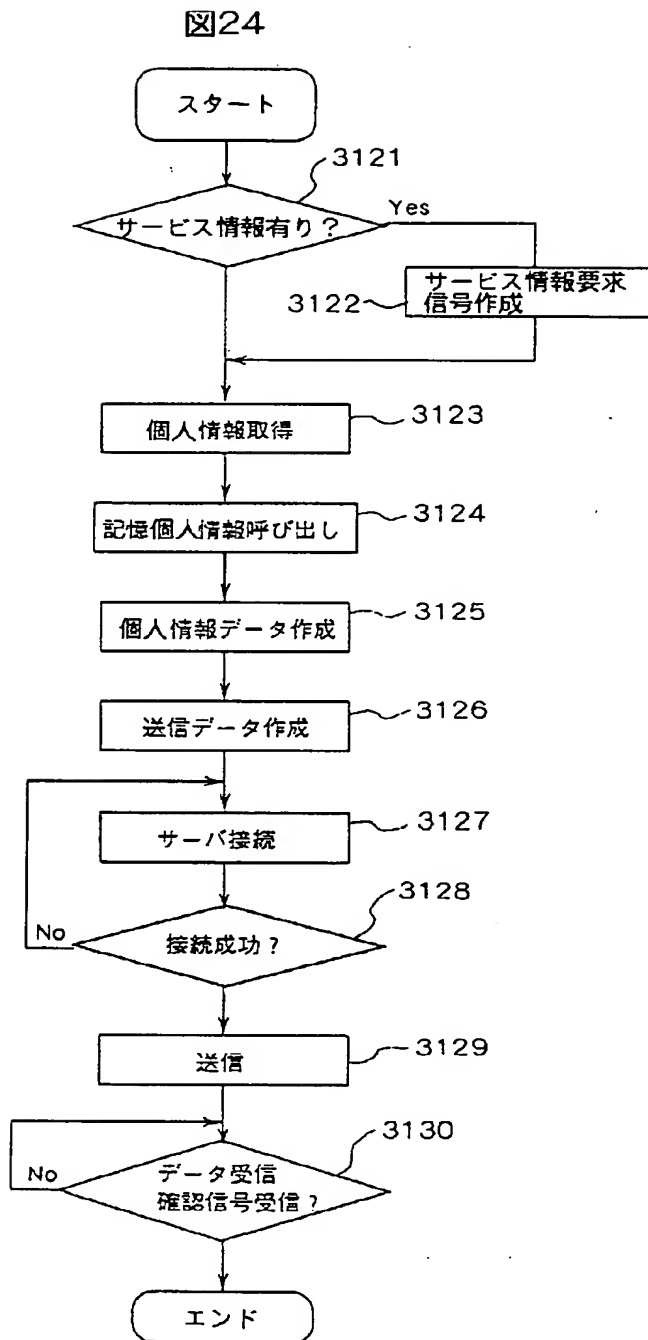 図24
スタート
3121
サービス情報有り？
Yes
3122
サービス情報要求
信号作成
個人情報取得
3123
記憶個人情報呼び出し
3124
個人情報データ作成
3125
送信データ作成
3126
サーバ接続
3127
3128
No
接続成功？
送信
3129
3130
No
データ受信
確認信号受信？
エンド